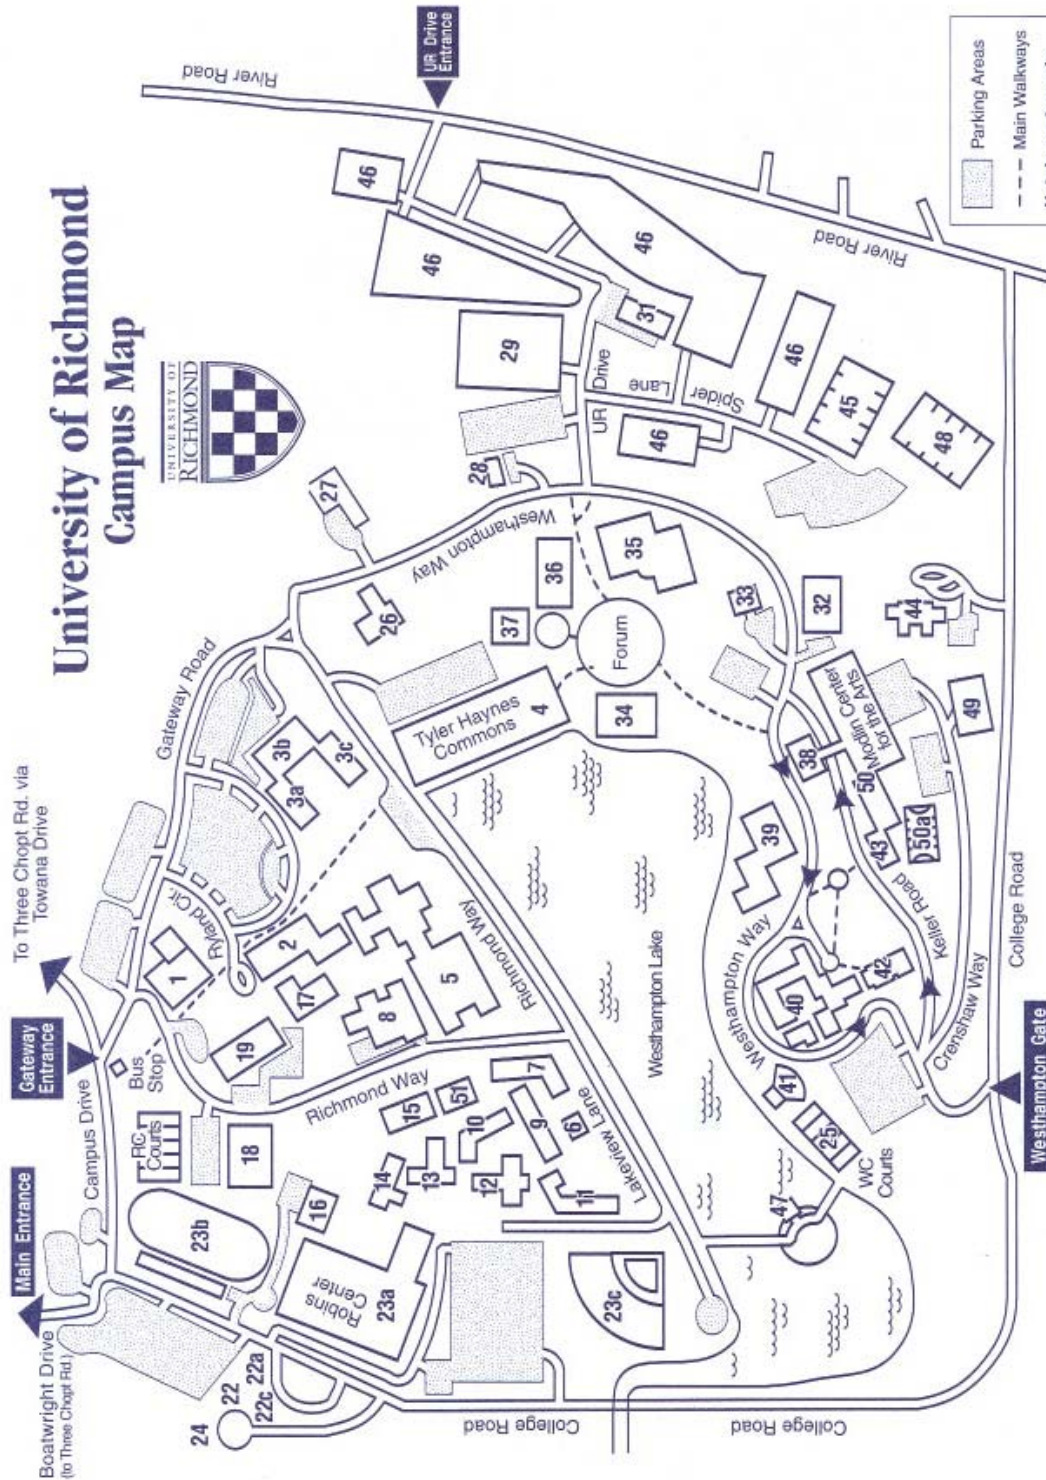 University of Richmond
Campus Map
UNIVERSITY OF
RICHMOND
Main Entrance
Gateway
Entrance
To Three Chopt Rd. via
Towana Drive
Boatwright Drive
(to Three Chopt Rd.)
Campus Drive
Gateway Road
UR Drive
Entrance
River Road
River Road
Bus
Stop
RC
Courts
Ryland Cir.
Richmond Way
Richmond Way
Lakeview Lane
Westhampton Way
Westhampton Way
UR
Drive
Spider
Lane
Robins
Center
23a
23b
23c
24
22
22a
22c
16
18
19
1
2
17
3a
3b
3c
5
8
15
51
14
13
10
12
9
7
6
11
26
27
28
29
31
46
46
46
46
46
45
48
35
36
37
Forum
Tyler Haynes
Commons
4
34
33
32
44
49
Modlin Center
for the Arts
50
50a
38
39
43
40
42
41
25
47
WC
Courts
Westhampton Lake
Keller Road
Crenshaw Way
College Road
College Road
College Road
Westhampton Gate
Parking Areas
Main Walkways